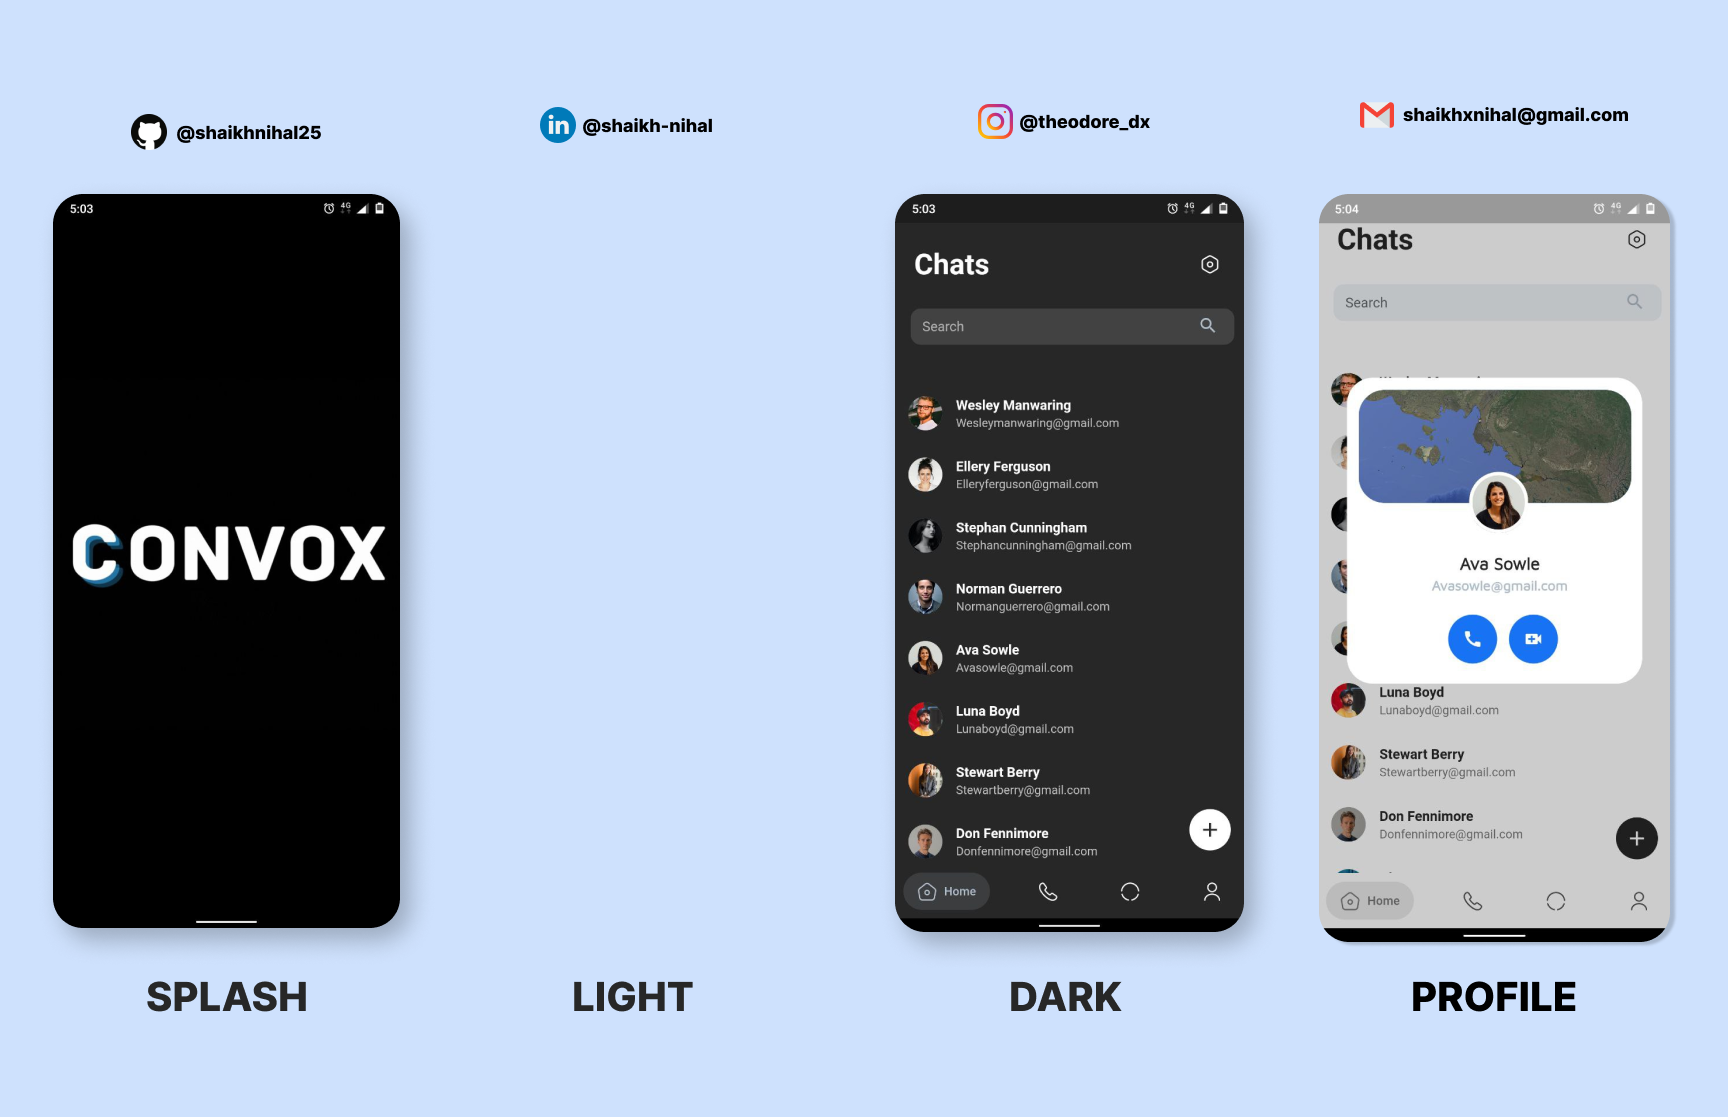 @shaikhnihal25
@shaikh-nihal
@theodore_dx
shaikhxnihal@gmail.com
5:03
CONVOX
SPLASH
LIGHT
5:03
4G
Chats
Search
Wesley Manwaring
Wesleymanwaring@gmail.com
Ellery Ferguson
Elleryferguson@gmail.com
Stephan Cunningham
Stephancunningham@gmail.com
Norman Guerrero
Normanguerrero@gmail.com
Ava Sowle
Avasowle@gmail.com
Luna Boyd
Lunaboyd@gmail.com
Stewart Berry
Stewartberry@gmail.com
Don Fennimore
Donfennimore@gmail.com
Home
DARK
5:04
4G
Chats
Search
Ava Sowle
Avasowle@gmail.com
Luna Boyd
Lunaboyd@gmail.com
Stewart Berry
Stewartberry@gmail.com
Don Fennimore
Donfennimore@gmail.com
Home
PROFILE